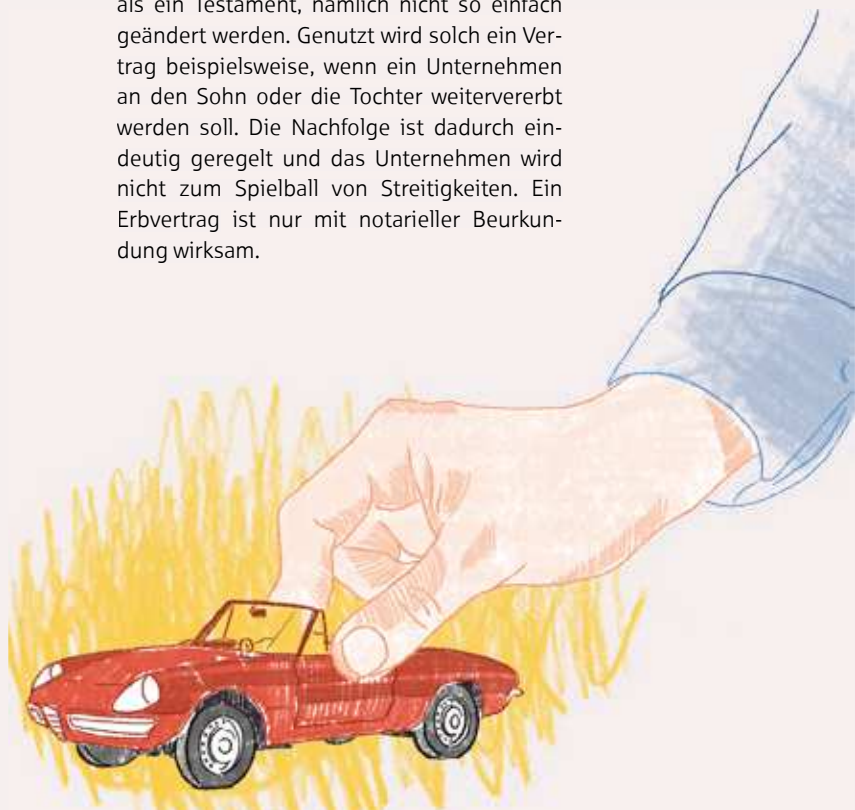 als ein Testament, nämlich nicht so einfach
geändert werden. Genutzt wird solch ein Ver-
trag beispielsweise, wenn ein Unternehmen
an den Sohn oder die Tochter weitervererbt
werden soll. Die Nachfolge ist dadurch ein-
deutig geregelt und das Unternehmen wird
nicht zum Spielball von Streitigkeiten. Ein
Erbvertrag ist nur mit notarieller Beurkun-
dung wirksam.